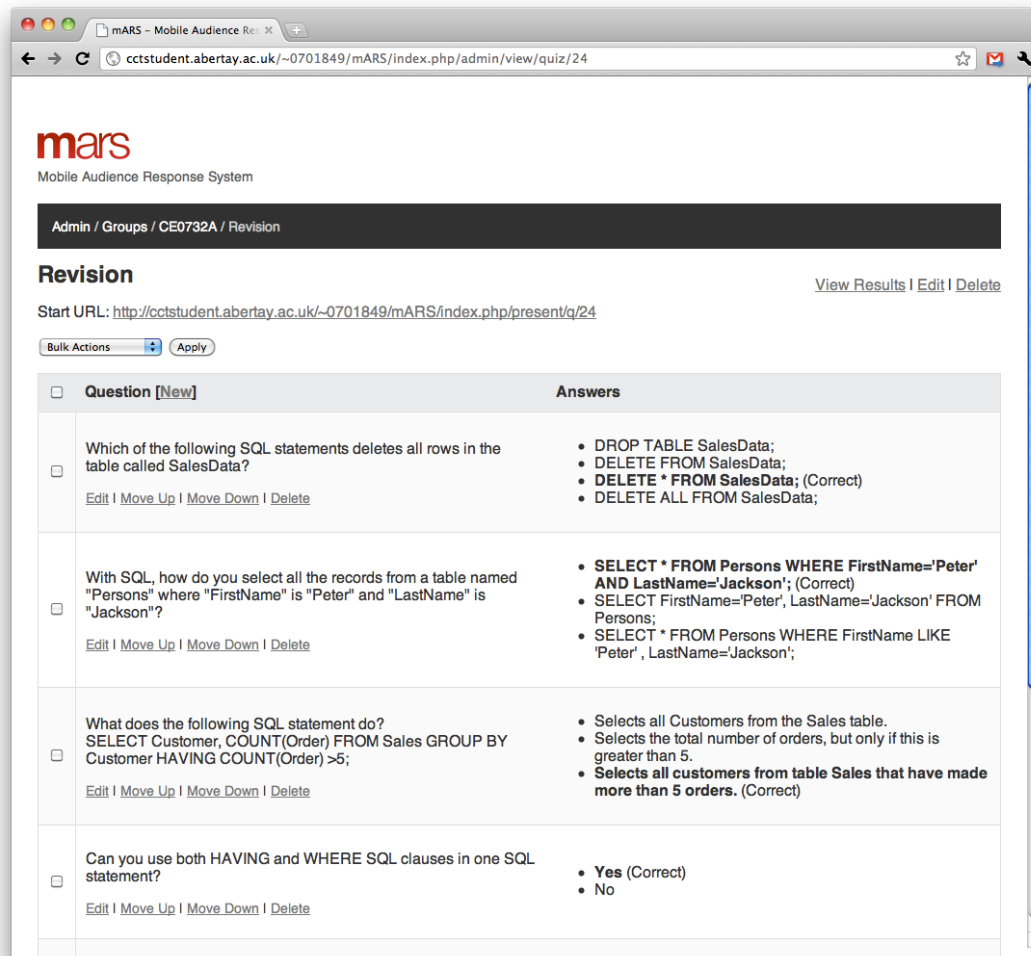 mARS – Mobile Audience Res
cctstudent.abertay.ac.uk/~0701849/mARS/index.php/admin/view/quiz/24
mars
Mobile Audience Response System
Admin / Groups / CE0732A / Revision
Revision
View Results | Edit | Delete
Start URL: http://cctstudent.abertay.ac.uk/~0701849/mARS/index.php/present/q/24
Bulk Actions Apply
Question [New] Answers
Which of the following SQL statements deletes all rows in the
table called SalesData?
Edit | Move Up | Move Down | Delete
• DROP TABLE SalesData;
• DELETE FROM SalesData;
• DELETE * FROM SalesData; (Correct)
• DELETE ALL FROM SalesData;
With SQL, how do you select all the records from a table named
"Persons" where "FirstName" is "Peter" and "LastName" is
"Jackson"?
Edit | Move Up | Move Down | Delete
• SELECT * FROM Persons WHERE FirstName='Peter'
AND LastName='Jackson'; (Correct)
• SELECT FirstName='Peter', LastName='Jackson' FROM
Persons;
• SELECT * FROM Persons WHERE FirstName LIKE
'Peter' , LastName='Jackson';
What does the following SQL statement do?
SELECT Customer, COUNT(Order) FROM Sales GROUP BY
Customer HAVING COUNT(Order) >5;
Edit | Move Up | Move Down | Delete
• Selects all Customers from the Sales table.
• Selects the total number of orders, but only if this is
greater than 5.
• Selects all customers from table Sales that have made
more than 5 orders. (Correct)
Can you use both HAVING and WHERE SQL clauses in one SQL
statement?
Edit | Move Up | Move Down | Delete
• Yes (Correct)
• No